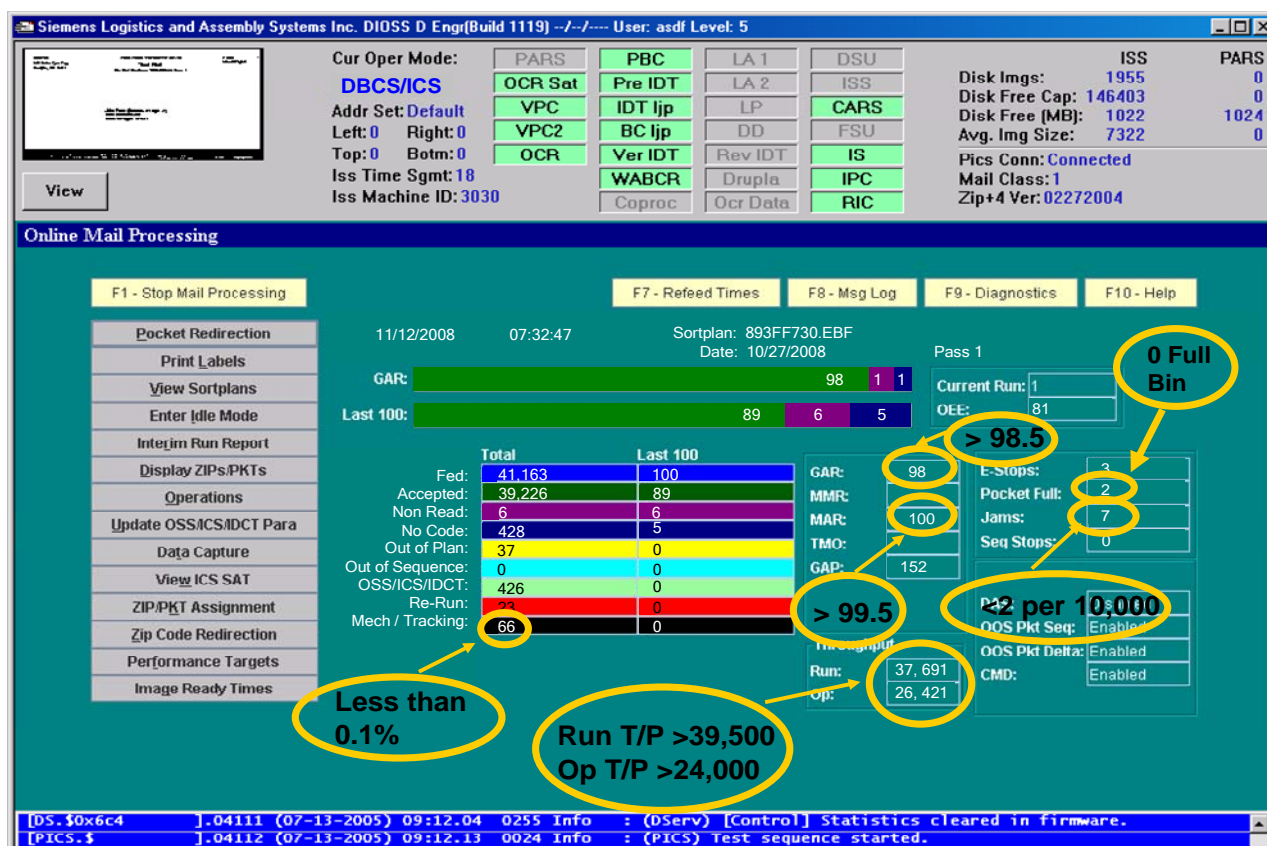 Siemens Logistics and Assembly Systems Inc. DIOSS D Engr(Build 1119) --/--/---- User: asdf Level: 5
View
Cur Oper Mode:
DBCS/ICS
Addr Set: Default
Left: 0 Right: 0
Top: 0 Botm: 0
Iss Time Sgmt: 18
Iss Machine ID: 3030
PARS PBC LA 1 DSU
OCR Sat Pre IDT LA 2 ISS
VPC IDT Ijp LP CARS
VPC2 BC Ijp DD FSU
OCR Ver IDT Rev IDT IS
WABCR Drupla IPC
Coproc Ocr Data RIC
ISS PARS
Disk Imgs: 1955 0
Disk Free Cap: 146403 0
Disk Free (MB): 1022 1024
Avg. Img Size: 7322 0
Pics Conn: Connected
Mail Class: 1
Zip+4 Ver: 02272004
Online Mail Processing
F1 - Stop Mail Processing
F7 - Refeed Times
F8 - Msg Log
F9 - Diagnostics
F10 - Help
Pocket Redirection
Print Labels
View Sortplans
Enter Idle Mode
Interim Run Report
Display ZIPs/PKTs
Operations
Update OSS/ICS/IDCT Para
Data Capture
View ICS SAT
ZIP/PKT Assignment
Zip Code Redirection
Performance Targets
Image Ready Times
11/12/2008 07:32:47 Sortplan: 893FF730.EBF
Date: 10/27/2008
Pass 1
0 Full
Bin
GAR: 98 1 1
Last 100: 89 6 5
Current Run: 1
OEE: 81
> 98.5
Total Last 100
Fed: 41,163 100
Accepted: 39,226 89
Non Read: 6 6
No Code: 428 5
Out of Plan: 37 0
Out of Sequence: 0 0
OSS/ICS/IDCT: 426 0
Re-Run: 23 0
Mech / Tracking: 66 0
GAR: 98
MMR:
MAR: 100
TMO:
GAP: 152
E-Stops: 3
Pocket Full: 2
Jams: 7
Seq Stops: 0
> 99.5
<2 per 10,000
OOS Pkt Seq: Enabled
OOS Pkt Delta: Enabled
CMD: Enabled
Throughput
Run: 37, 691
Op: 26, 421
Less than
0.1%
Run T/P >39,500
Op T/P >24,000
[DS.$0x6c4 ].04111 (07-13-2005) 09:12.04 0255 Info : (DServ) [Control] Statistics cleared in firmware.
[PICS.$ ].04112 (07-13-2005) 09:12.13 0024 Info : (PICS) Test sequence started.